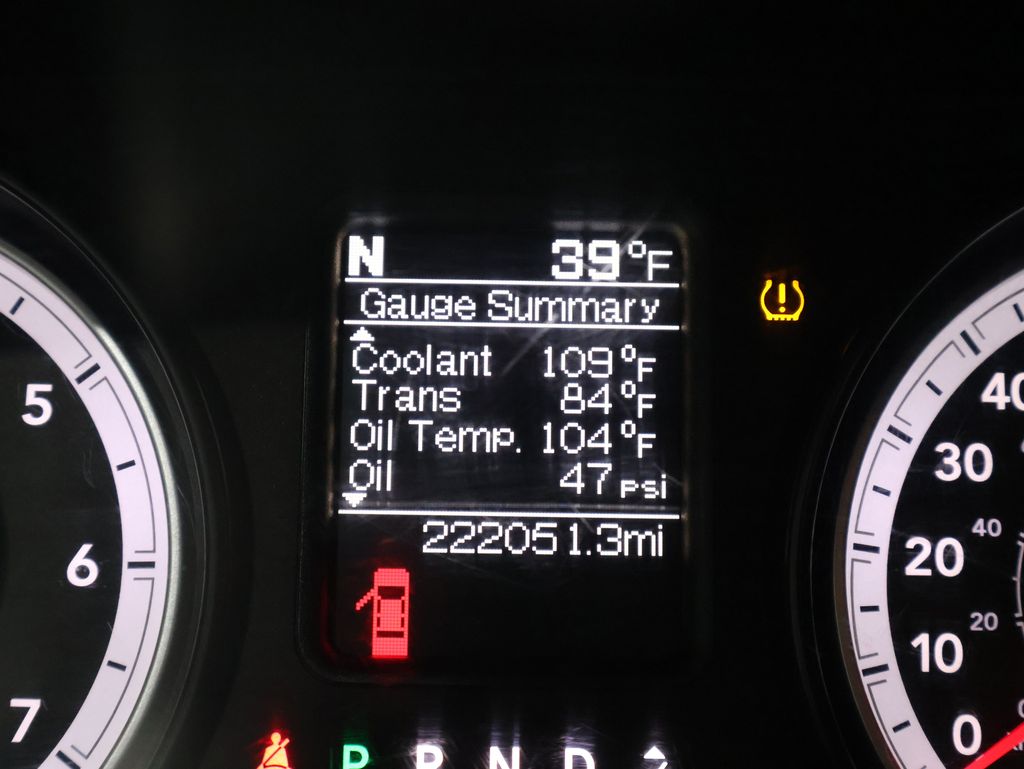 N 39°F
Gauge Summary
Coolant 109°F
Trans 84°F
Oil Temp. 104°F
Oil 47 psi
222051.3mi
P R N D
5
6
7
40
30
20
10
0
40
20